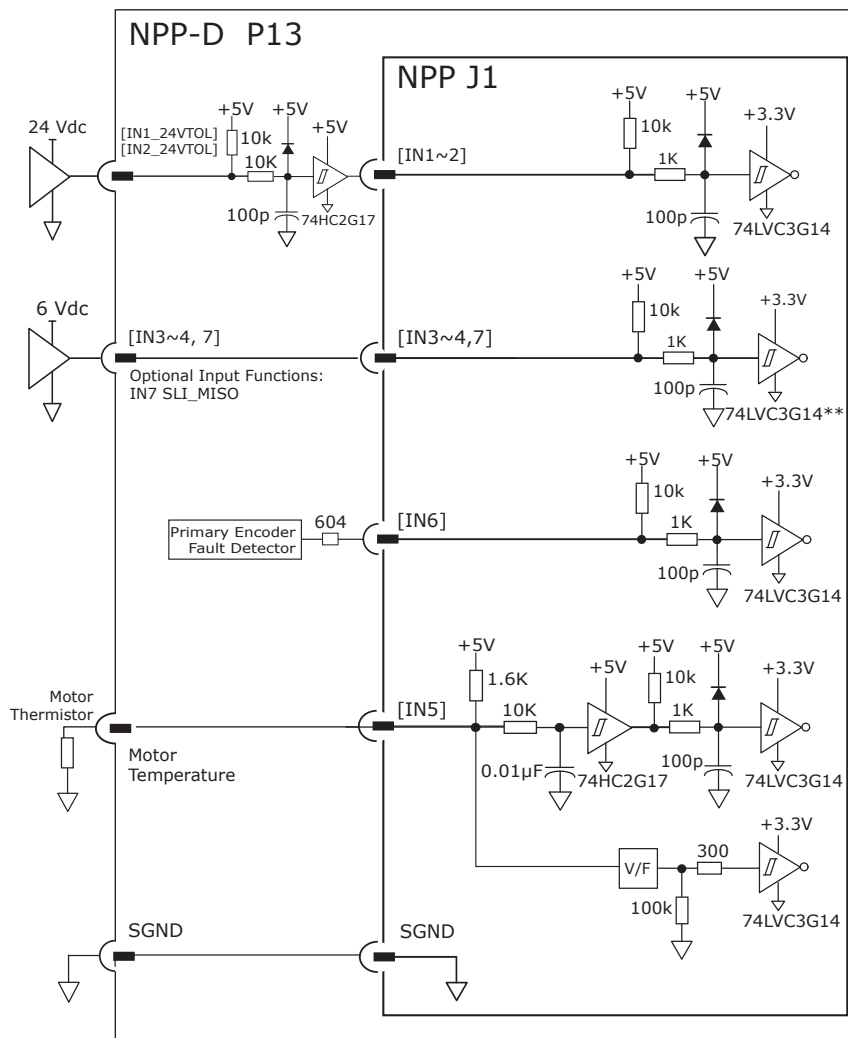 NPP-D P13
NPP J1
24 Vdc
[IN1_24VTOL]
[IN2_24VTOL]
+5V
10k
+5V
+5V
10K
100p
74HC2G17
[IN1~2]
+5V
10k
+5V
+3.3V
1K
100p
74LVC3G14
6 Vdc
[IN3~4, 7]
Optional Input Functions:
IN7 SLI_MISO
[IN3~4,7]
+5V
10k
+5V
+3.3V
1K
100p
74LVC3G14**
Primary Encoder
Fault Detector
604
[IN6]
+5V
10k
+5V
+3.3V
1K
100p
74LVC3G14
Motor
Thermistor
Motor
Temperature
[IN5]
+5V
1.6K
10K
0.01µF
+5V
74HC2G17
+5V
10k
+5V
1K
100p
+3.3V
74LVC3G14
V/F
300
100k
+3.3V
74LVC3G14
SGND
SGND